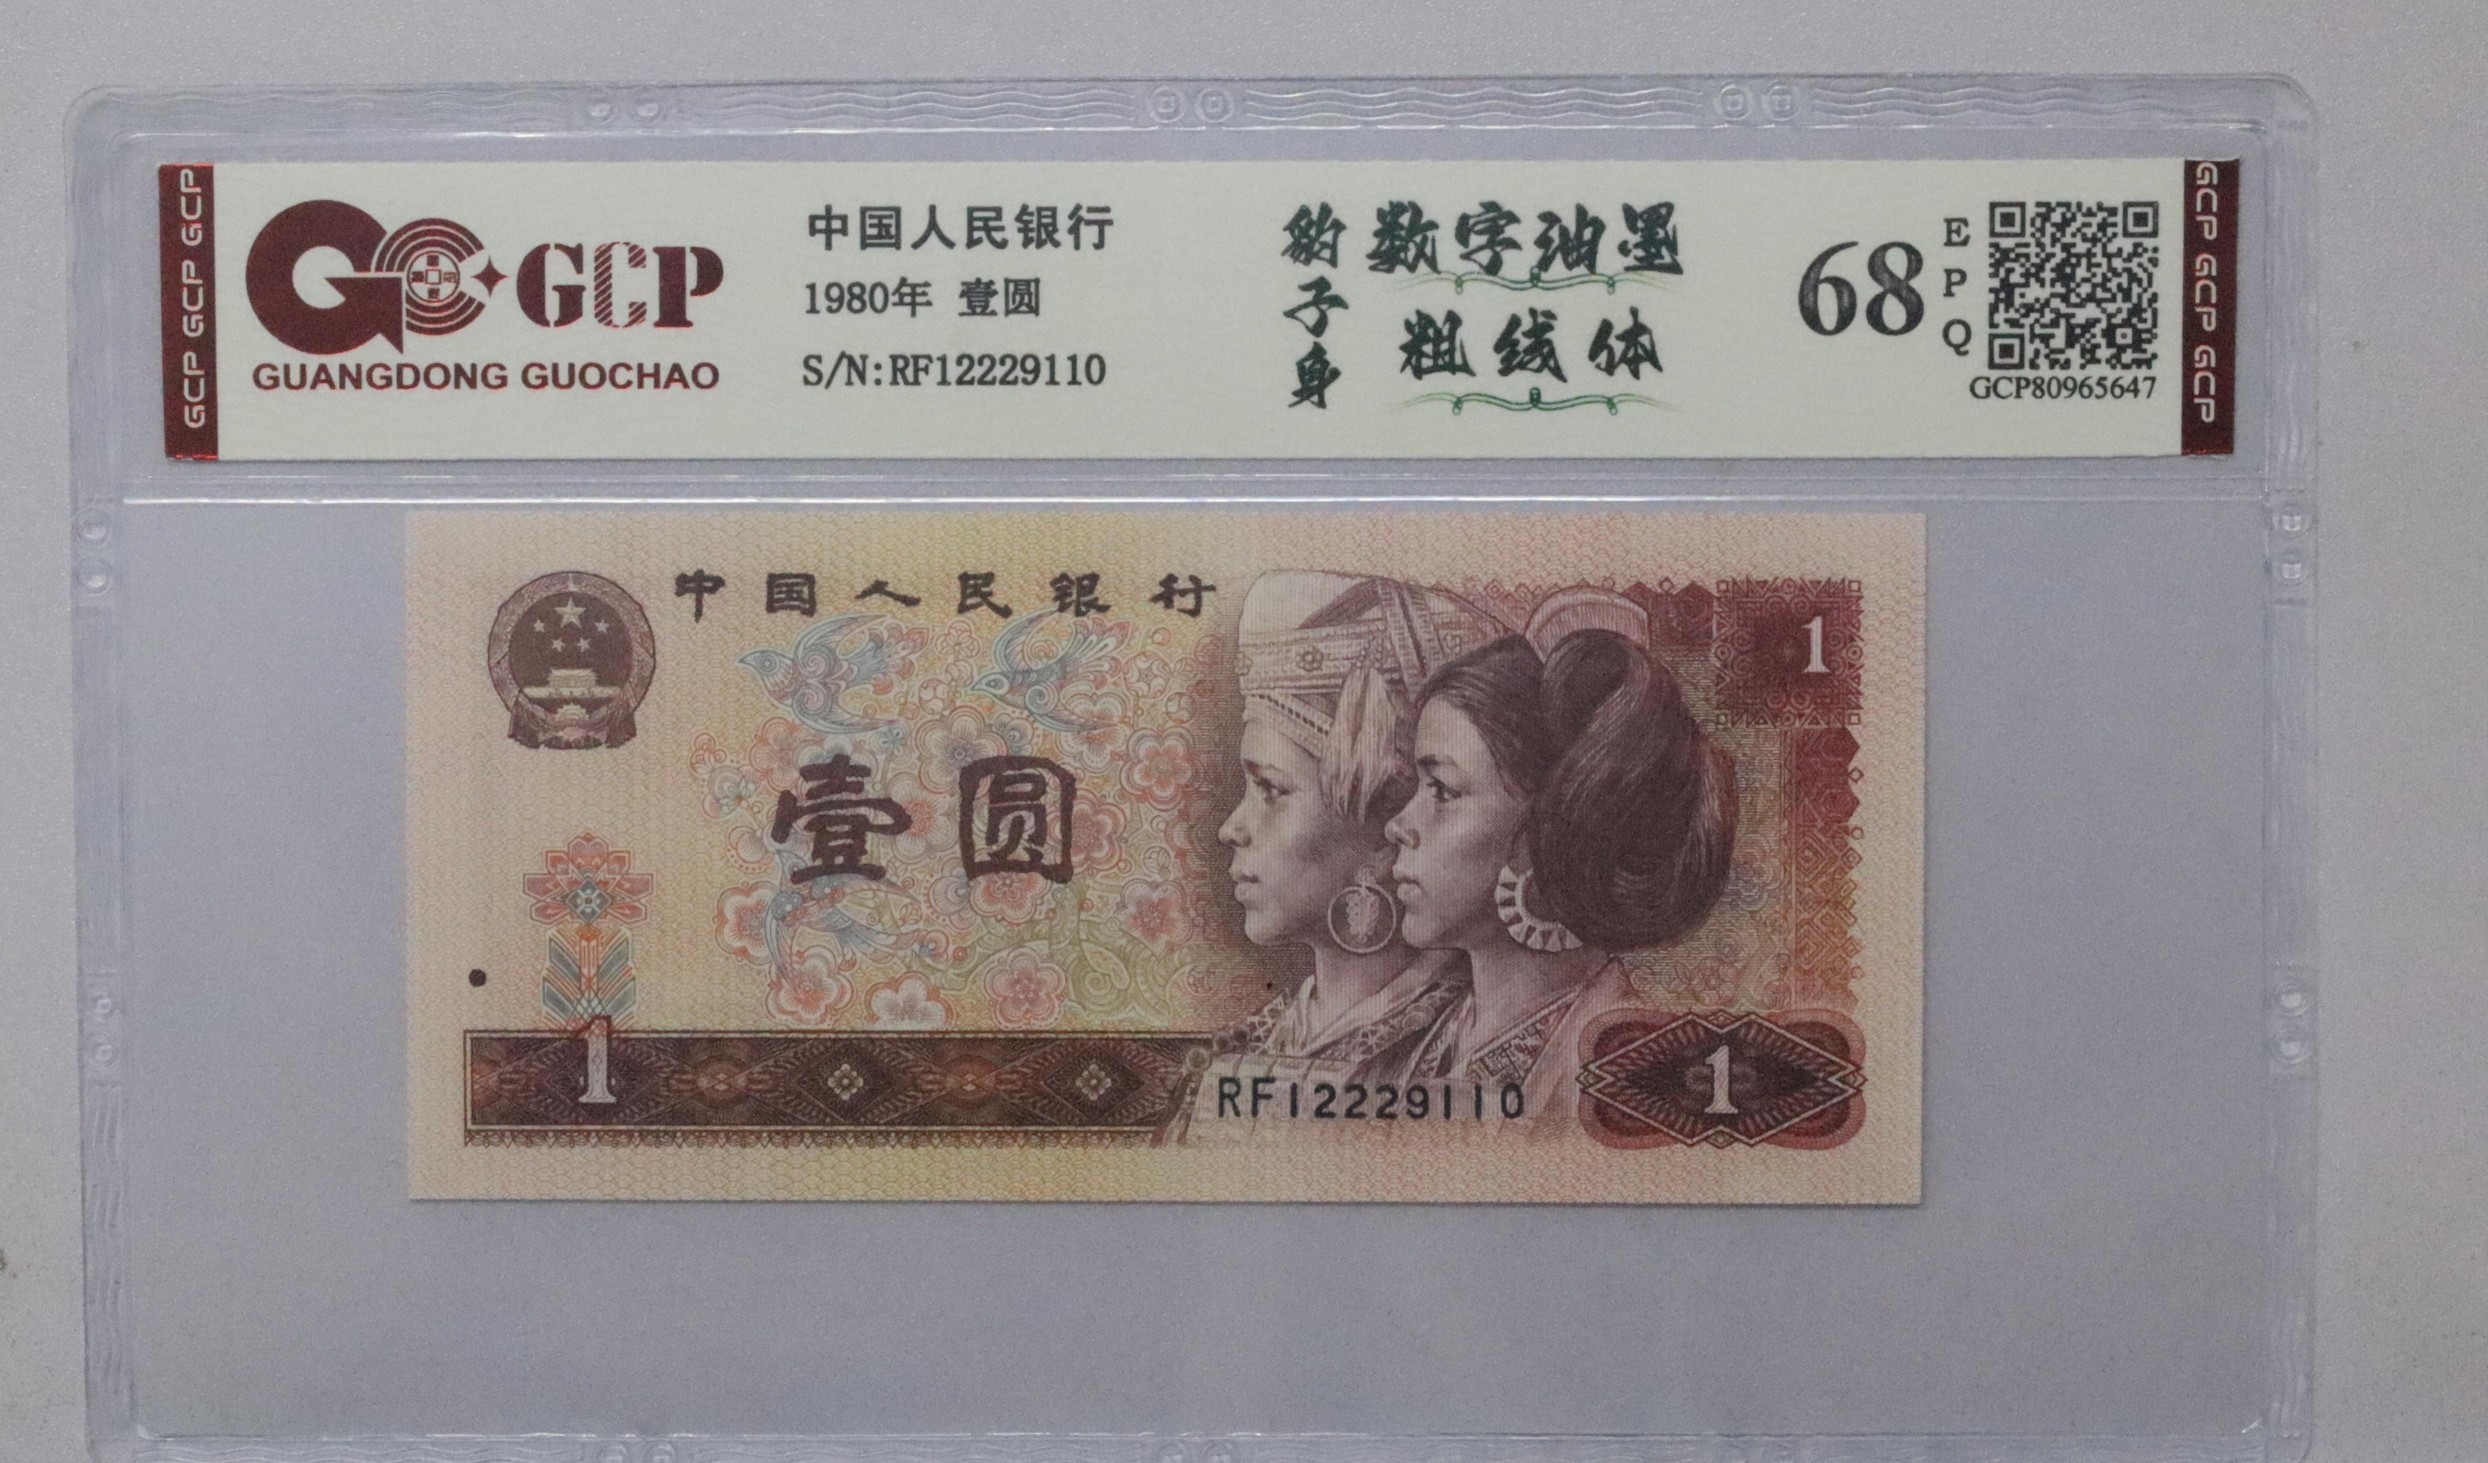 GCP GCP GCP
GCP
GUANGDONG GUOCHAO
中国人民银行
1980年 壹圆
S/N:RF12229110
豹子身
数字油墨
粗线体
68
EPQ
GCP80965647
GCP GCP GCP
中国人民银行
1
壹圆
1
RF12229110
1